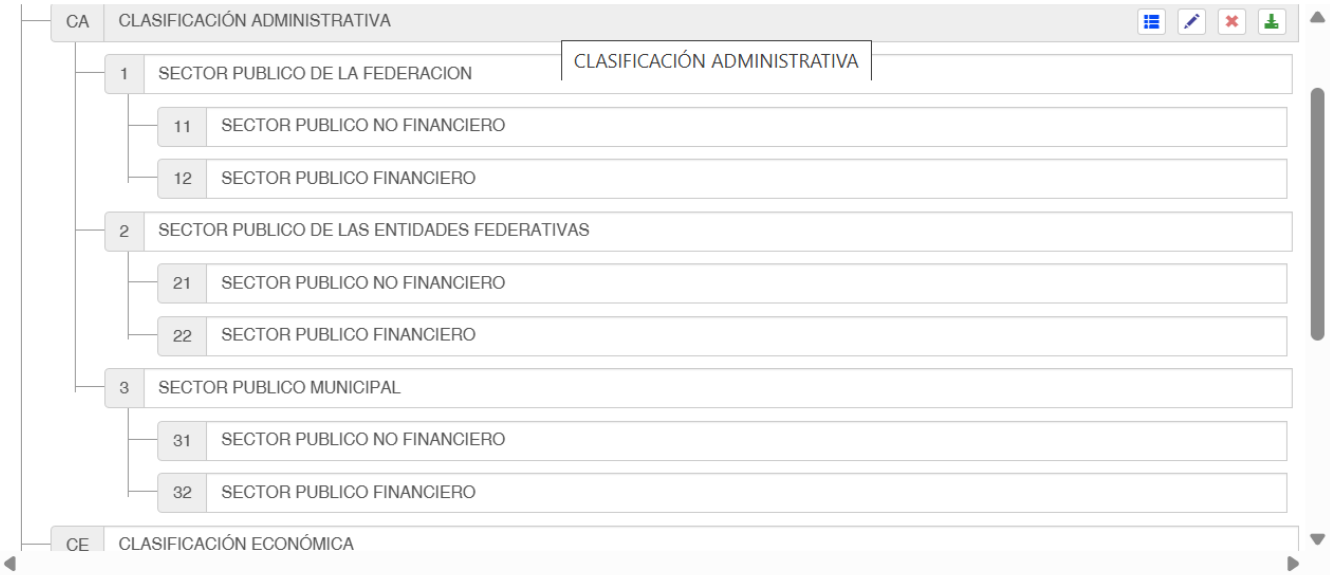 CA CLASIFICACIÓN ADMINISTRATIVA
CLASIFICACIÓN ADMINISTRATIVA
1 SECTOR PUBLICO DE LA FEDERACION
11 SECTOR PUBLICO NO FINANCIERO
12 SECTOR PUBLICO FINANCIERO
2 SECTOR PUBLICO DE LAS ENTIDADES FEDERATIVAS
21 SECTOR PUBLICO NO FINANCIERO
22 SECTOR PUBLICO FINANCIERO
3 SECTOR PUBLICO MUNICIPAL
31 SECTOR PUBLICO NO FINANCIERO
32 SECTOR PUBLICO FINANCIERO
CE CLASIFICACIÓN ECONÓMICA